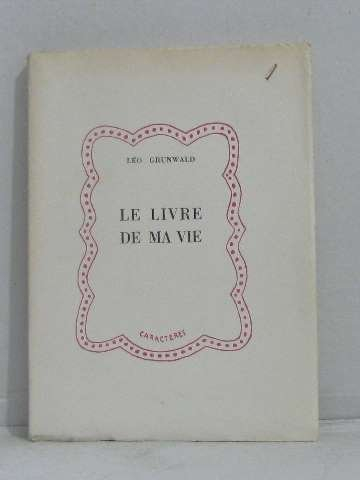 LÉO GRUNWALD
LE LIVRE
DE MA VIE
CARACTÈRES